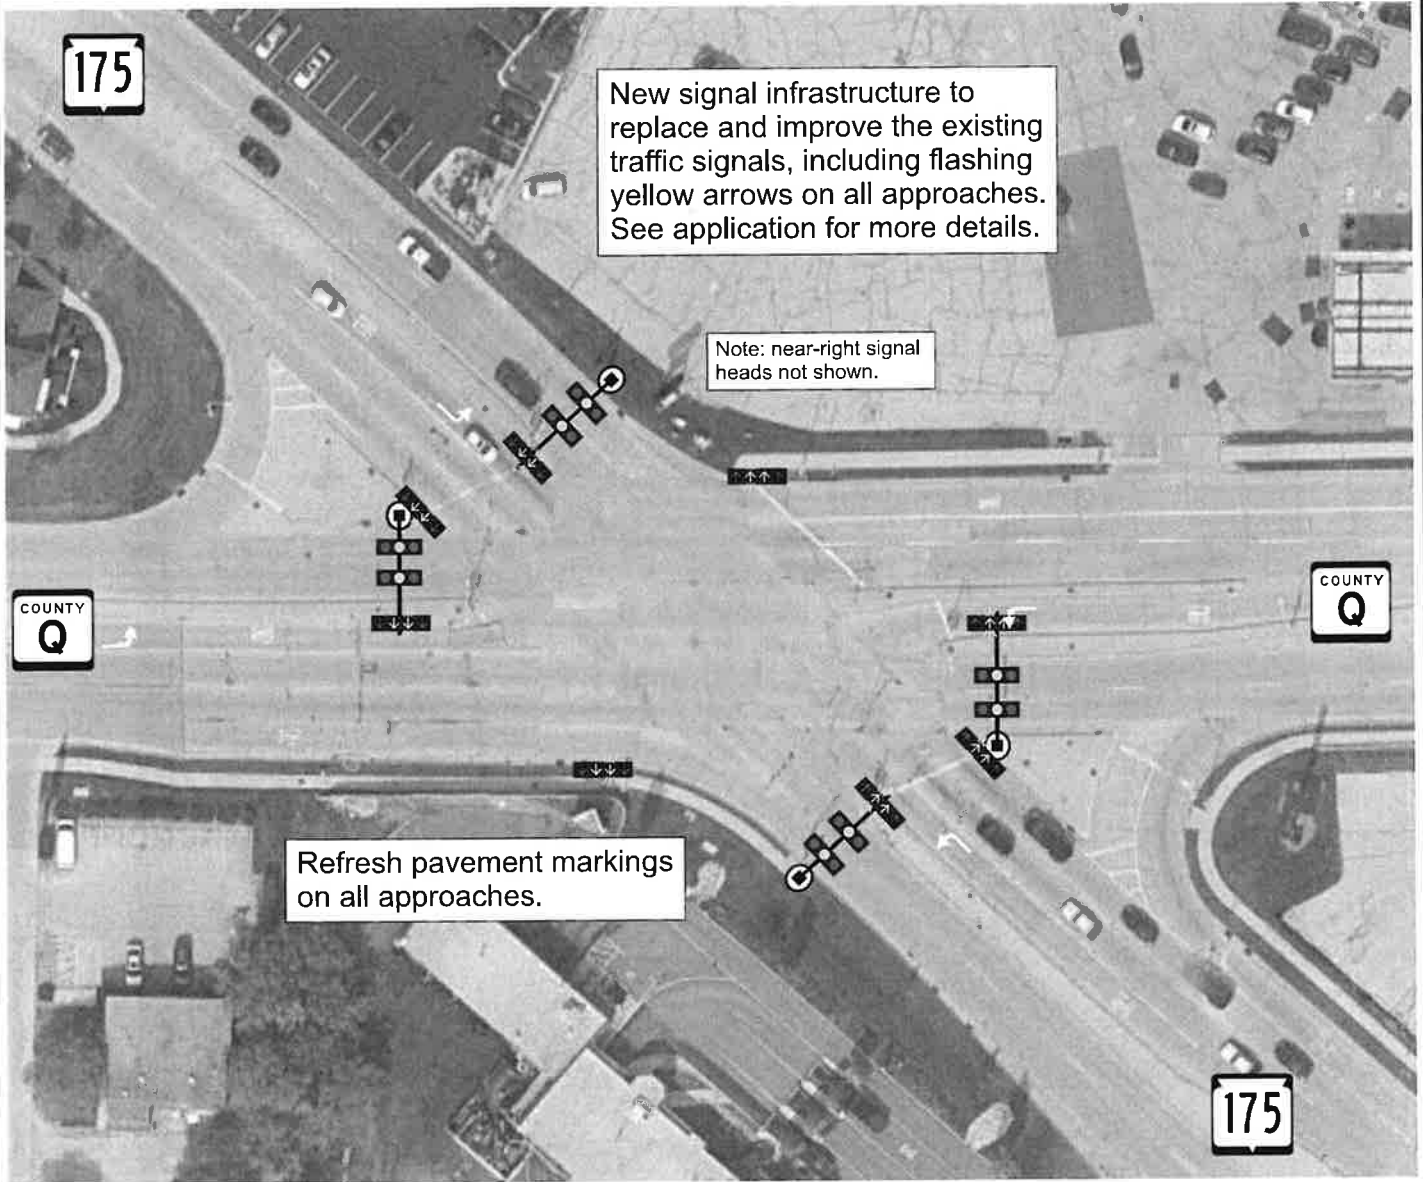 175
New signal infrastructure to
replace and improve the existing
traffic signals, including flashing
yellow arrows on all approaches.
See application for more details.
Note: near-right signal
heads not shown.
COUNTY
Q
COUNTY
Q
Refresh pavement markings
on all approaches.
175